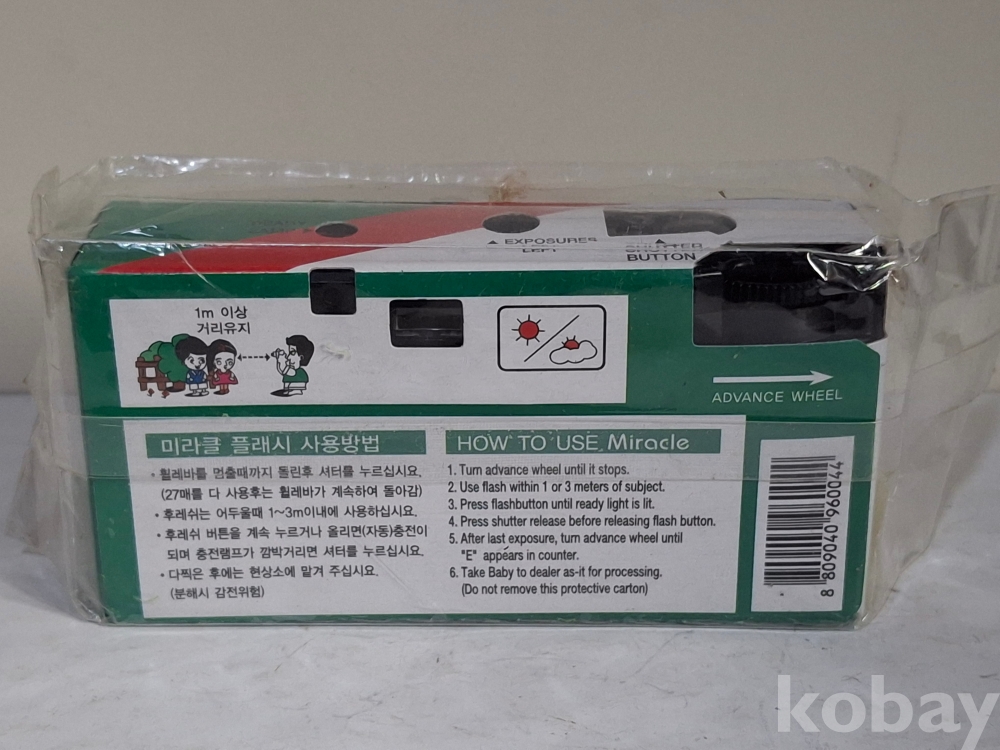 ▲ EXPOSURES
LEFT
▲
SHUTTER
BUTTON
1m 이상
거리유지
ADVANCE WHEEL
미라클 플래시 사용방법
• 휠레바를 멈출때까지 돌린후 셔터를 누르십시요.
(27매를 다 사용후는 휠레바가 계속하여 돌아감)
• 후레쉬는 어두울때 1~3m이내에 사용하십시요.
• 후레쉬 버튼을 계속 누르거나 올리면(자동)충전이
되며 충전램프가 깜박거리면 셔터를 누르십시요.
• 다찍은 후에는 현상소에 맡겨 주십시요.
(분해시 감전위험)
HOW TO USE Miracle
1. Turn advance wheel until it stops.
2. Use flash within 1 or 3 meters of subject.
3. Press flashbutton until ready light is lit.
4. Press shutter release before releasing flash button.
5. After last exposure, turn advance wheel until
"E" appears in counter.
6. Take Baby to dealer as-it for processing.
(Do not remove this protective carton)
8 809040 960044
kobay